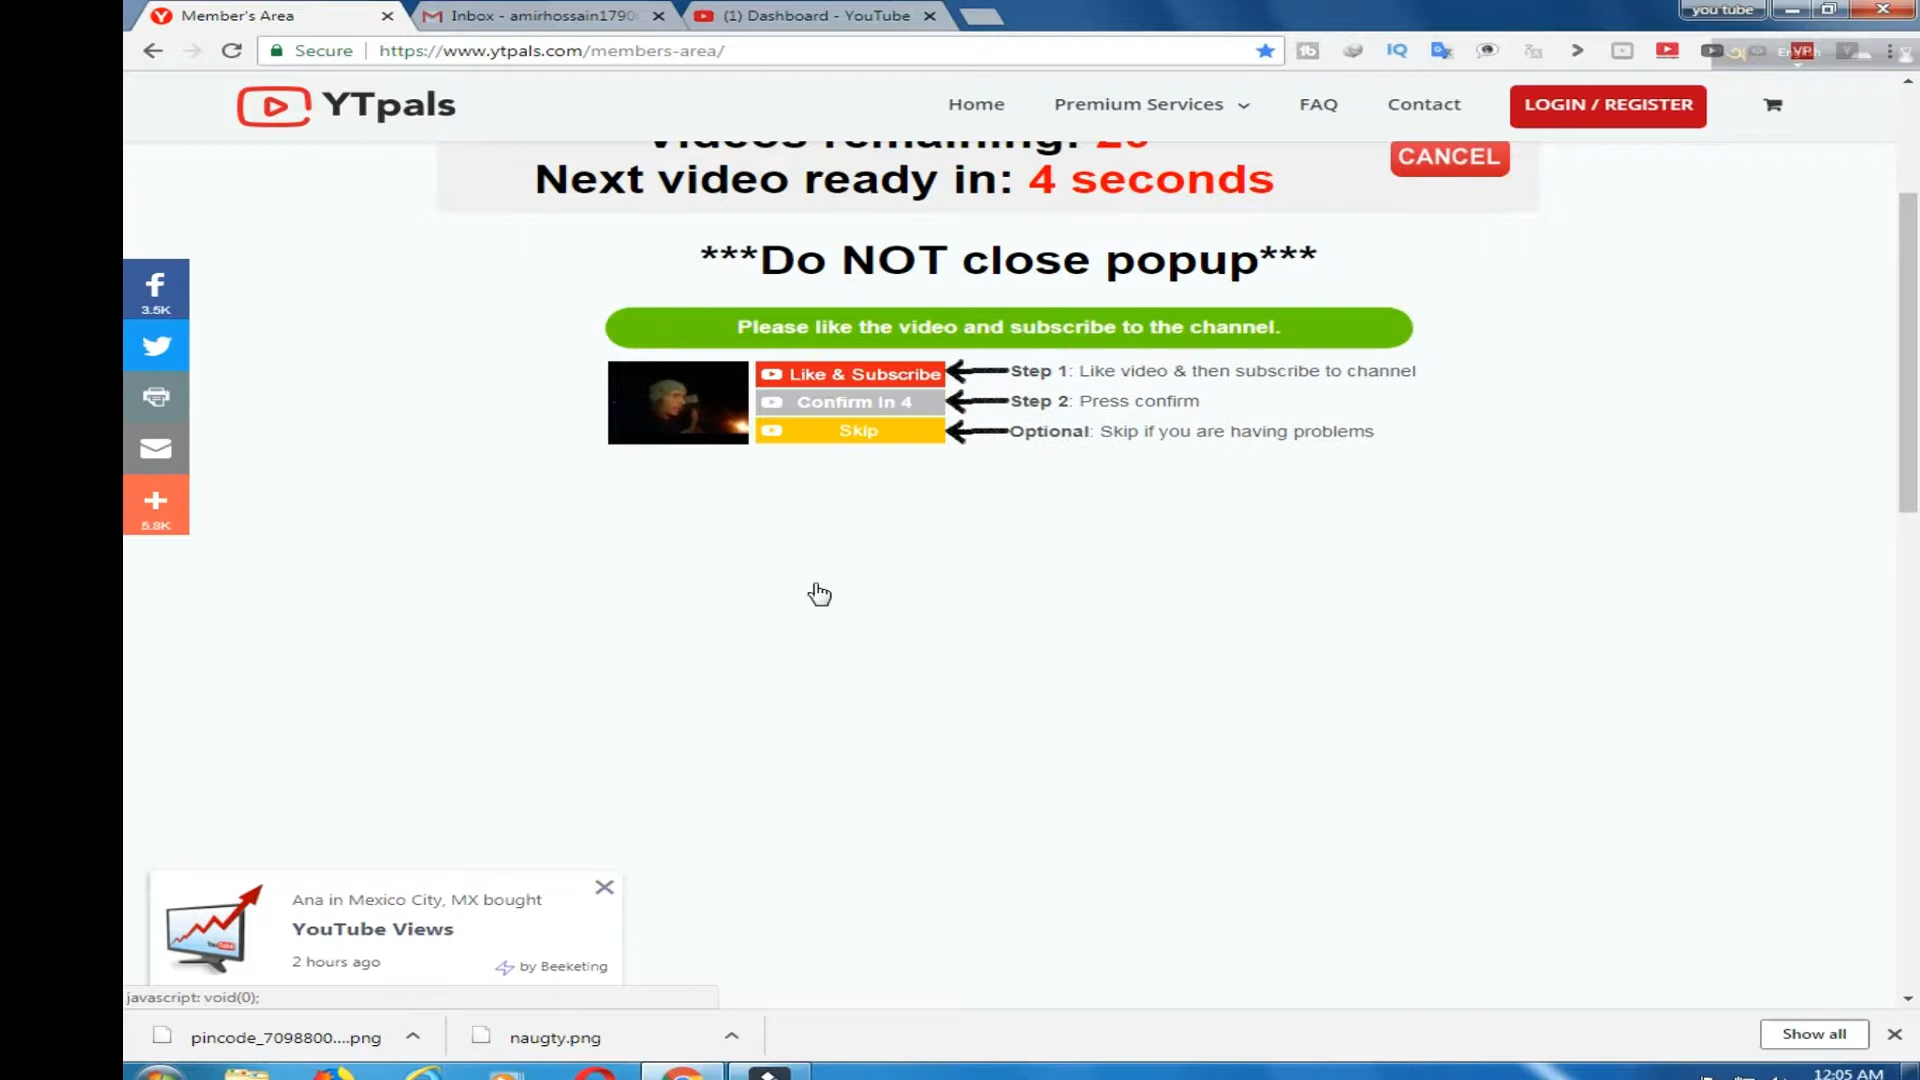 Member's Area
Inbox - amirhossain1790
(1) Dashboard - YouTube
you tube
Secure
https://www.ytpals.com/members-area/
YTpals
Home
Premium Services
FAQ
Contact
LOGIN / REGISTER
Videos remaining: 20
CANCEL
Next video ready in: 4 seconds
***Do NOT close popup***
Please like the video and subscribe to the channel.
Like & Subscribe
Step 1: Like video & then subscribe to channel
Confirm In 4
Step 2: Press confirm
Skip
Optional: Skip if you are having problems
3.5K
5.8K
Ana in Mexico City, MX bought
YouTube Views
2 hours ago
by Beeketing
javascript: void(0);
pincode_7098800....png
naugty.png
Show all
12:05 AM